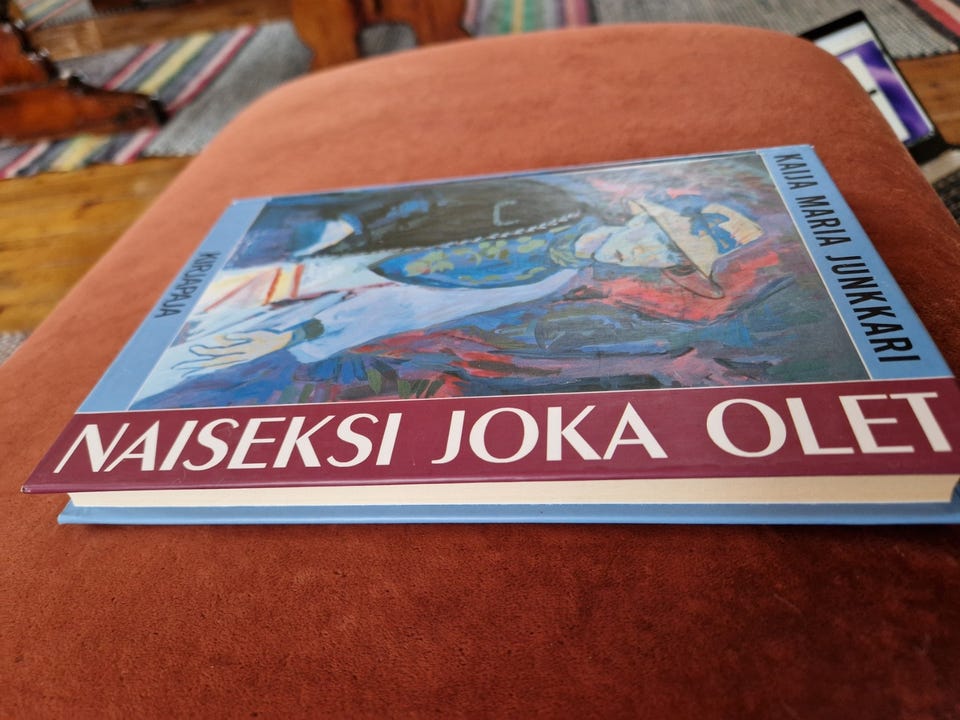 KAIJA MARIA JUNKKARI
NAISEKSI JOKA OLET
KIRJAPAJA